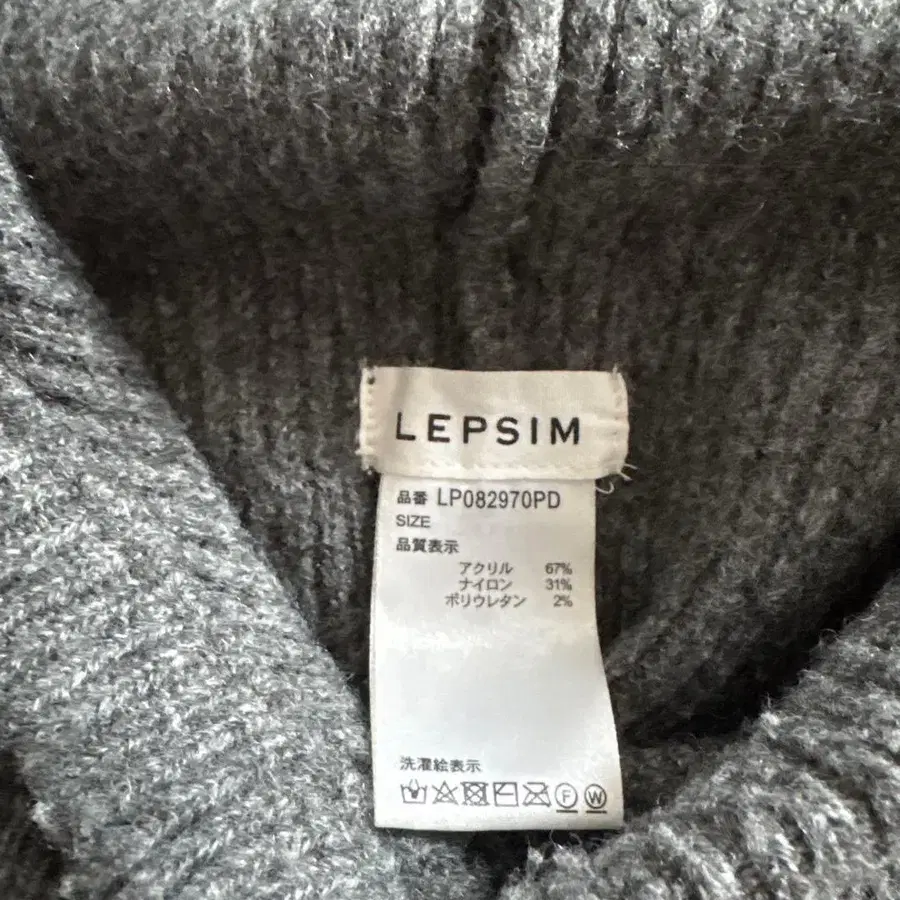 LEPSIM
品番 LP082970PD
SIZE
品質表示
アクリル 67%
ナイロン 31%
ポリウレタン 2%
洗濯絵表示
F W